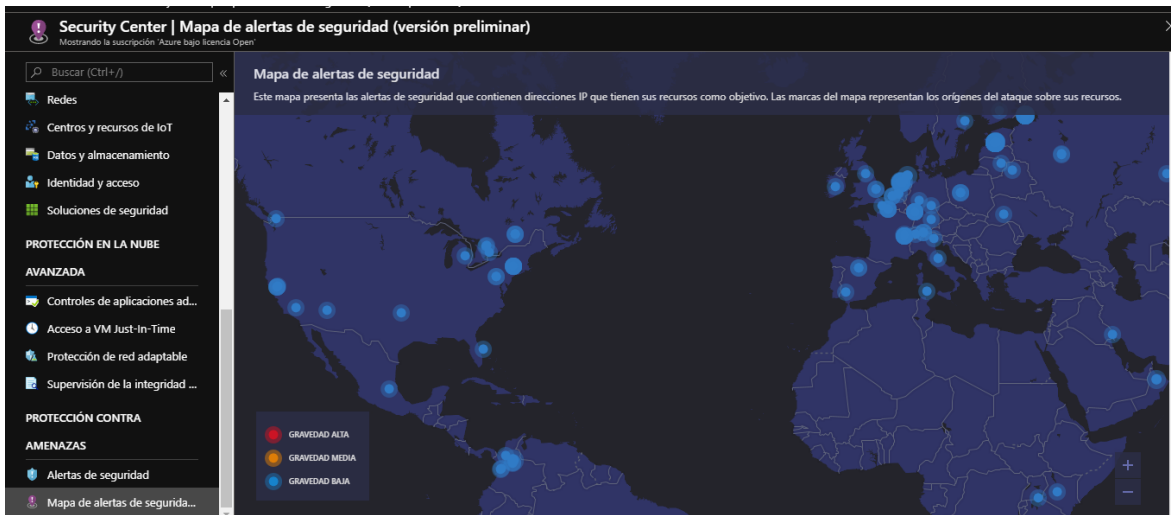 Security Center | Mapa de alertas de seguridad (versión preliminar)
Mostrando la suscripción 'Azure bajo licencia Open'
Buscar (Ctrl+/)
«
Redes
Centros y recursos de IoT
Datos y almacenamiento
Identidad y acceso
Soluciones de seguridad
PROTECCIÓN EN LA NUBE
AVANZADA
Controles de aplicaciones ad...
Acceso a VM Just-In-Time
Protección de red adaptable
Supervisión de la integridad ...
PROTECCIÓN CONTRA
AMENAZAS
Alertas de seguridad
Mapa de alertas de segurida...
Mapa de alertas de seguridad
Este mapa presenta las alertas de seguridad que contienen direcciones IP que tienen sus recursos como objetivo. Las marcas del mapa representan los orígenes del ataque sobre sus recursos.
GRAVEDAD ALTA
GRAVEDAD MEDIA
GRAVEDAD BAJA
+
−